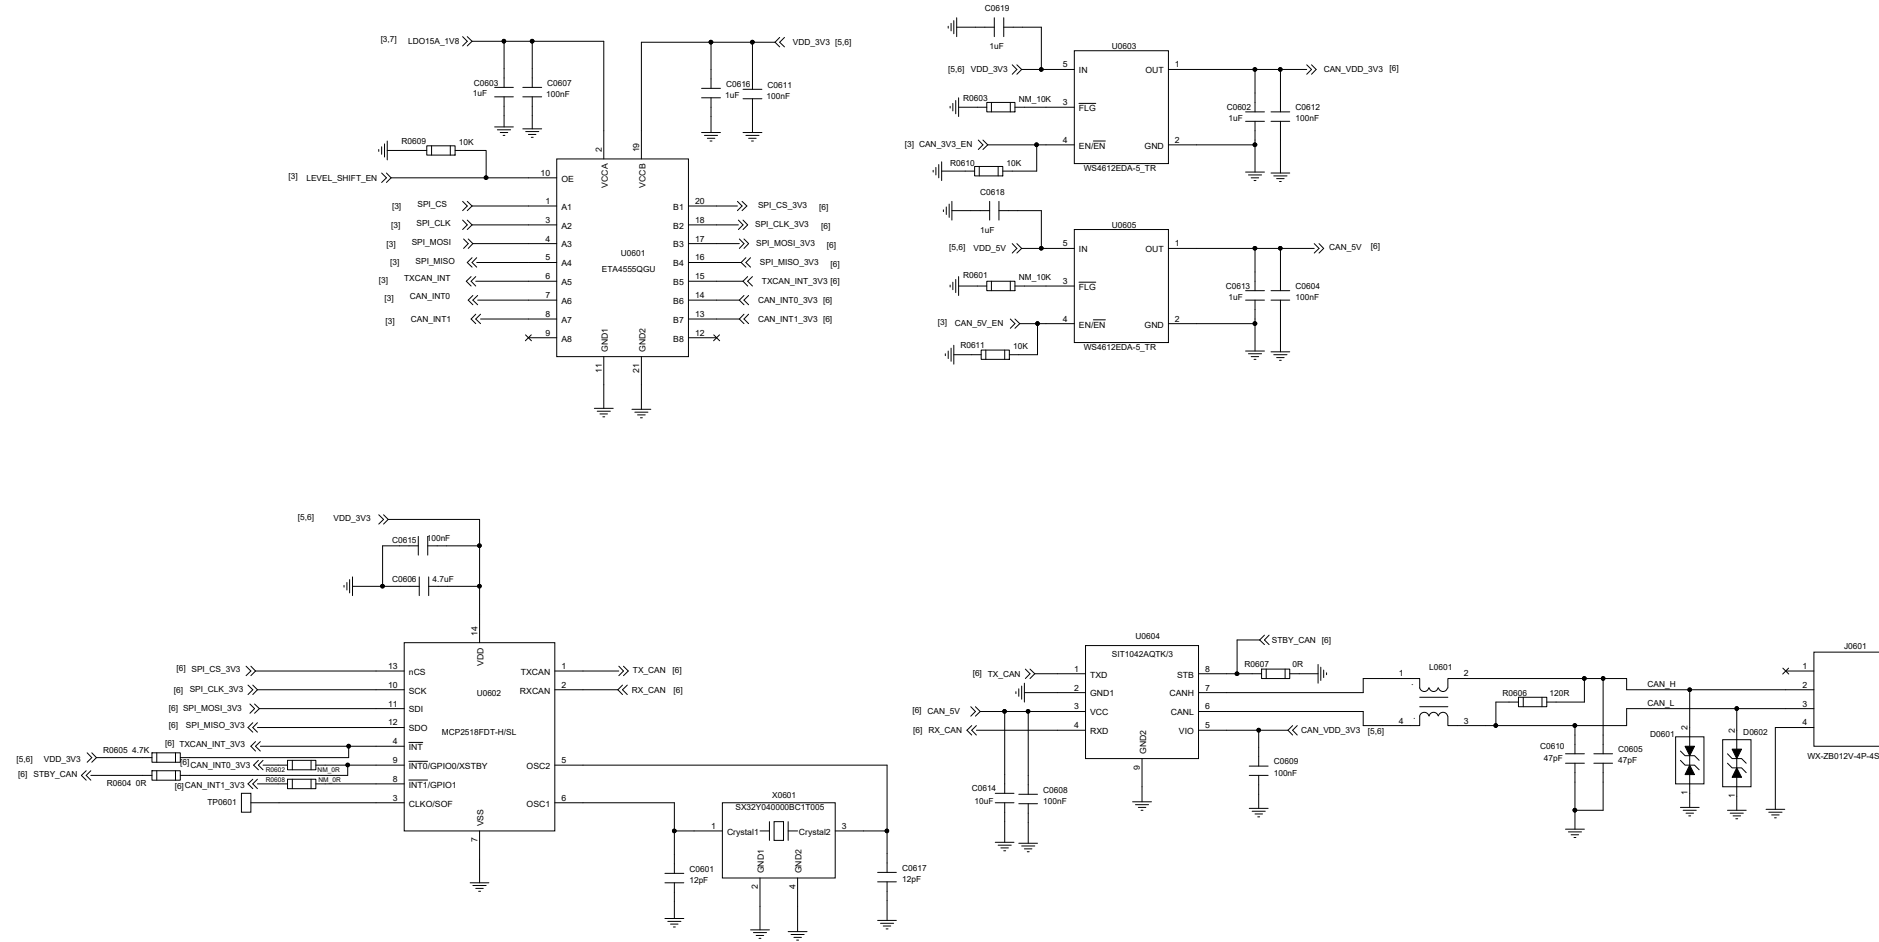 [3,7] LDO15A_1V8
C0603
1uF
C0607
100nF
C0616
1uF
C0611
100nF
VDD_3V3 [5,6]
R0609 10K
[3] LEVEL_SHIFT_EN
10 OE
2 VCCA
19 VCCB
[3] SPI_CS 1 A1
[3] SPI_CLK 3 A2
[3] SPI_MOSI 4 A3
[3] SPI_MISO 5 A4
[3] TXCAN_INT 6 A5
[3] CAN_INT0 7 A6
[3] CAN_INT1 8 A7
9 A8
U0601
ETA4555QGU
B1 20 SPI_CS_3V3 [6]
B2 18 SPI_CLK_3V3 [6]
B3 17 SPI_MOSI_3V3 [6]
B4 16 SPI_MISO_3V3 [6]
B5 15 TXCAN_INT_3V3 [6]
B6 14 CAN_INT0_3V3 [6]
B7 13 CAN_INT1_3V3 [6]
B8 12
GND1 11
GND2 21
C0619
1uF
U0603
[5,6] VDD_3V3 5 IN
R0603 NM_10K 3 FLG
[3] CAN_3V3_EN 4 EN/EN
R0610 10K
OUT 1
GND 2
WS4612EDA-5_TR
CAN_VDD_3V3 [6]
C0602
1uF
C0612
100nF
C0618
1uF
U0605
[5,6] VDD_5V 5 IN
R0601 NM_10K 3 FLG
[3] CAN_5V_EN 4 EN/EN
R0611 10K
OUT 1
GND 2
WS4612EDA-5_TR
CAN_5V [6]
C0613
1uF
C0604
100nF
[5,6] VDD_3V3
C0615 100nF
C0606 4.7uF
14 VDD
[6] SPI_CS_3V3 13 nCS
[6] SPI_CLK_3V3 10 SCK
[6] SPI_MOSI_3V3 11 SDI
[6] SPI_MISO_3V3 12 SDO
[6] TXCAN_INT_3V3 4 INT
[5,6] VDD_3V3 R0605 4.7K
[6] CAN_INT0_3V3 R0602 NM_0R 9 INT0/GPIO0/XSTBY
[6] STBY_CAN R0604 0R
[6] CAN_INT1_3V3 R0608 NM_0R 8 INT1/GPIO1
TP0601 3 CLKO/SOF
U0602
MCP2518FDT-H/SL
TXCAN 1 TX_CAN [6]
RXCAN 2 RX_CAN [6]
OSC2 5
OSC1 6
VSS 7
X0601
SX32Y040000BC1T005
1 Crystal1 Crystal2 3
GND1 2
GND2 4
C0601
12pF
C0617
12pF
U0604
SIT1042AQTK/3
[6] TX_CAN 1 TXD
2 GND1
[6] CAN_5V 3 VCC
[6] RX_CAN 4 RXD
GND2 9
STB 8
CANH 7
CANL 6
VIO 5
STBY_CAN [6]
R0607 0R
CAN_VDD_3V3 [5,6]
C0614
10uF
C0608
100nF
C0609
100nF
1 L0601 2
4 3
R0606 120R
C0610
47pF
C0605
47pF
CAN_H
CAN_L
D0601
2
1
D0602
2
1
J0601
1
2
3
4
WX-ZB012V-4P-4S